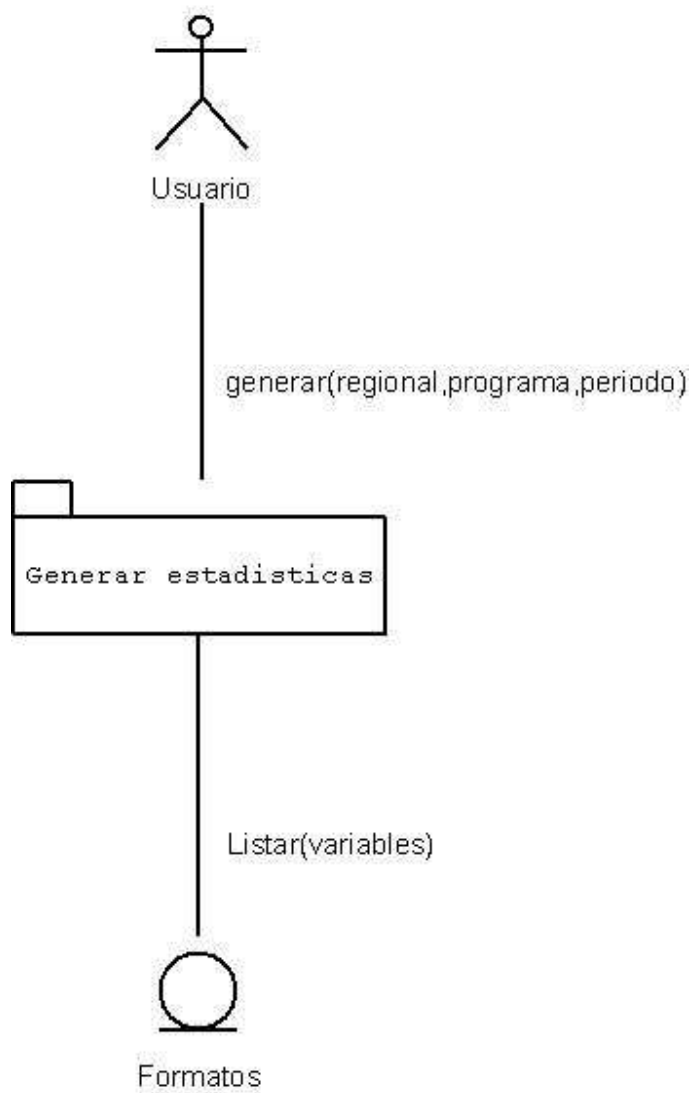 Usuario
generar(regional,programa,periodo)
Generar estadisticas
Listar(variables)
Formatos